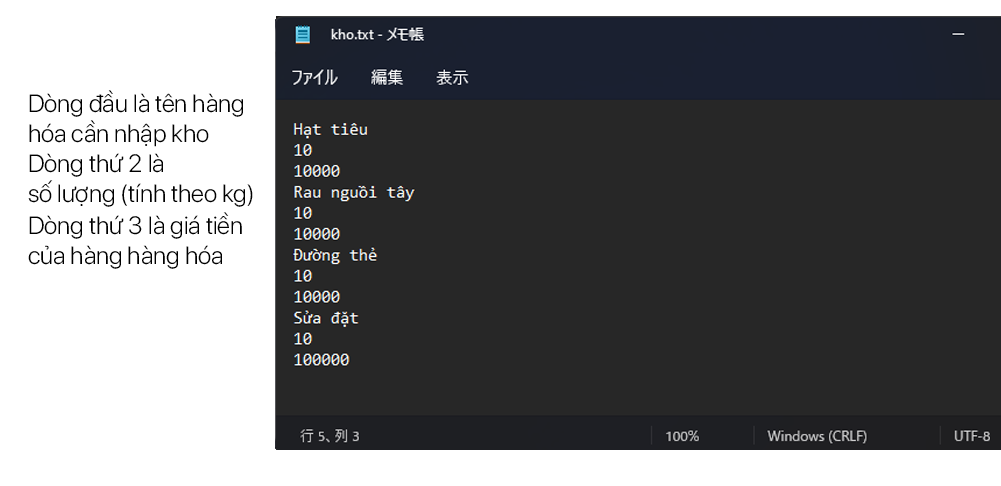 Dòng đầu là tên hàng
hóa cần nhập kho
Dòng thứ 2 là
số lượng (tính theo kg)
Dòng thứ 3 là giá tiền
của hàng hàng hóa
kho.txt - メモ帳
ファイル 編集 表示
Hạt tiêu
10
10000
Rau nguồi tây
10
10000
Đường thẻ
10
10000
Sửa đặt
10
100000
行 5、列 3 100% Windows (CRLF) UTF-8